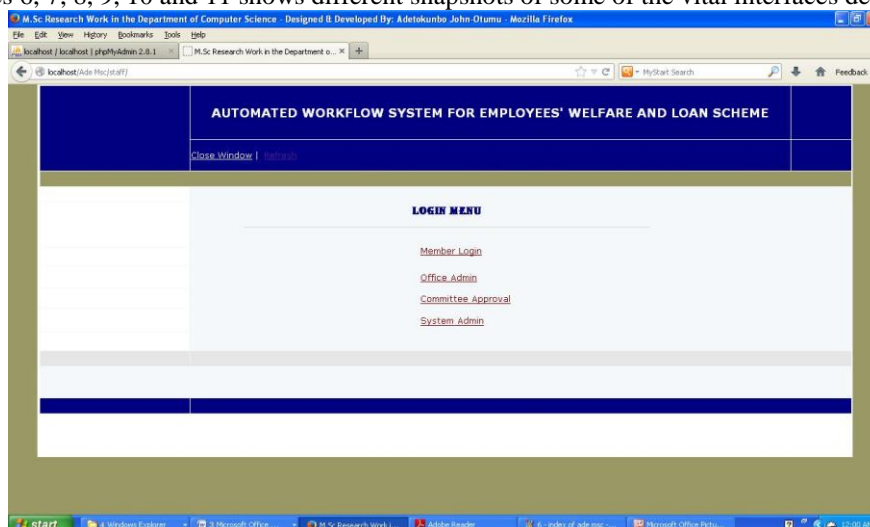 s 6, 7, 8, 9, 10 and 11 shows different snapshots of some of the vital interfaces de
M.Sc Research Work in the Department of Computer Science - Designed & Developed By: Adetokunbo John-Otumu - Mozilla Firefox
File Edit View History Bookmarks Tools Help
localhost / localhost | phpMyAdmin 2.8.1 M.Sc Research Work in the Department o...
localhost/Ade Msc/staff/ MyStart Search Feedback
AUTOMATED WORKFLOW SYSTEM FOR EMPLOYEES' WELFARE AND LOAN SCHEME
Close Window | Refresh
LOGIN MENU
Member Login
Office Admin
Committee Approval
System Admin
start 4 Windows Explorer 3 Microsoft Office ... M.Sc Research Work i... Adobe Reader 6 - index of ade msc -... Microsoft Office Pictu... 12:00 AM